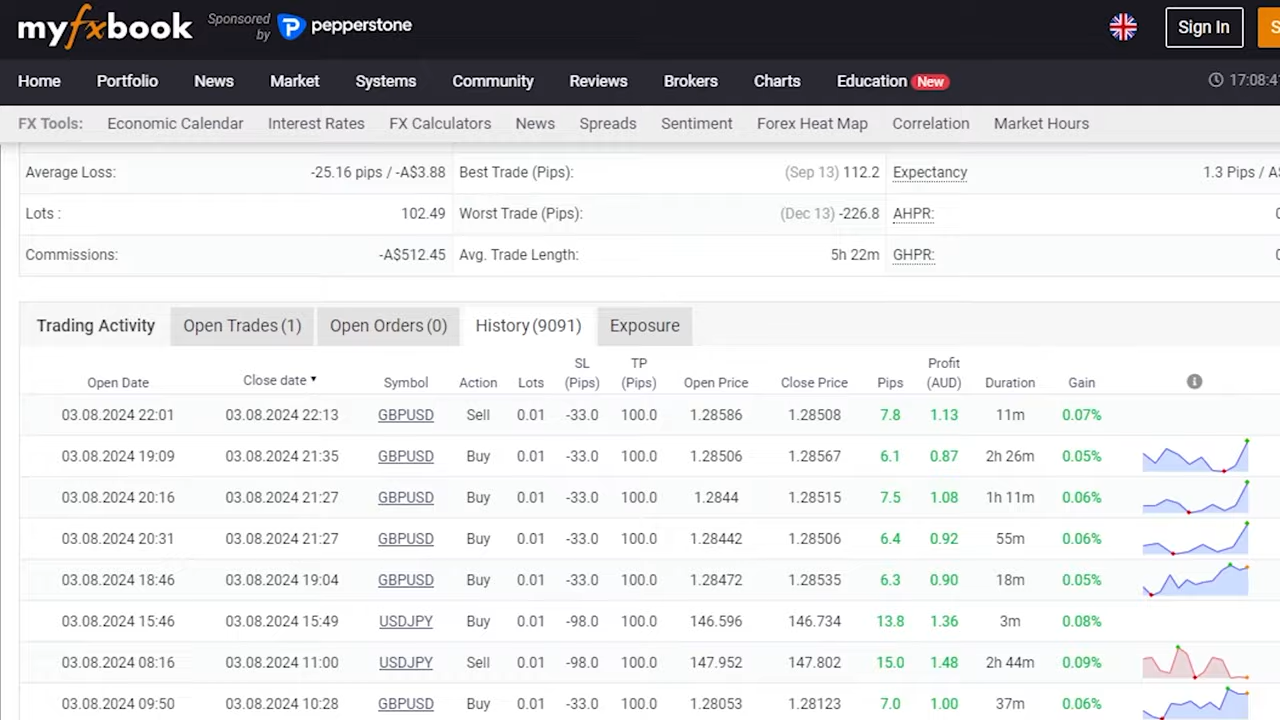 myfxbook Sponsored by pepperstone Sign In S
Home Portfolio News Market Systems Community Reviews Brokers Charts Education New 17:08:4
FX Tools: Economic Calendar Interest Rates FX Calculators News Spreads Sentiment Forex Heat Map Correlation Market Hours
Average Loss: -25.16 pips / -A$3.88 Best Trade (Pips): (Sep 13) 112.2 Expectancy 1.3 Pips / A$
Lots : 102.49 Worst Trade (Pips): (Dec 13) -226.8 AHPR: 0
Commissions: -A$512.45 Avg. Trade Length: 5h 22m GHPR: 0
Trading Activity Open Trades (1) Open Orders (0) History (9091) Exposure
Open Date Close date ▾ Symbol Action Lots SL (Pips) TP (Pips) Open Price Close Price Pips Profit (AUD) Duration Gain
03.08.2024 22:01 03.08.2024 22:13 GBPUSD Sell 0.01 -33.0 100.0 1.28586 1.28508 7.8 1.13 11m 0.07%
03.08.2024 19:09 03.08.2024 21:35 GBPUSD Buy 0.01 -33.0 100.0 1.28506 1.28567 6.1 0.87 2h 26m 0.05%
03.08.2024 20:16 03.08.2024 21:27 GBPUSD Buy 0.01 -33.0 100.0 1.2844 1.28515 7.5 1.08 1h 11m 0.06%
03.08.2024 20:31 03.08.2024 21:27 GBPUSD Buy 0.01 -33.0 100.0 1.28442 1.28506 6.4 0.92 55m 0.06%
03.08.2024 18:46 03.08.2024 19:04 GBPUSD Buy 0.01 -33.0 100.0 1.28472 1.28535 6.3 0.90 18m 0.05%
03.08.2024 15:46 03.08.2024 15:49 USDJPY Buy 0.01 -98.0 100.0 146.596 146.734 13.8 1.36 3m 0.08%
03.08.2024 08:16 03.08.2024 11:00 USDJPY Sell 0.01 -98.0 100.0 147.952 147.802 15.0 1.48 2h 44m 0.09%
03.08.2024 09:50 03.08.2024 10:28 GBPUSD Buy 0.01 -33.0 100.0 1.28053 1.28123 7.0 1.00 37m 0.06%